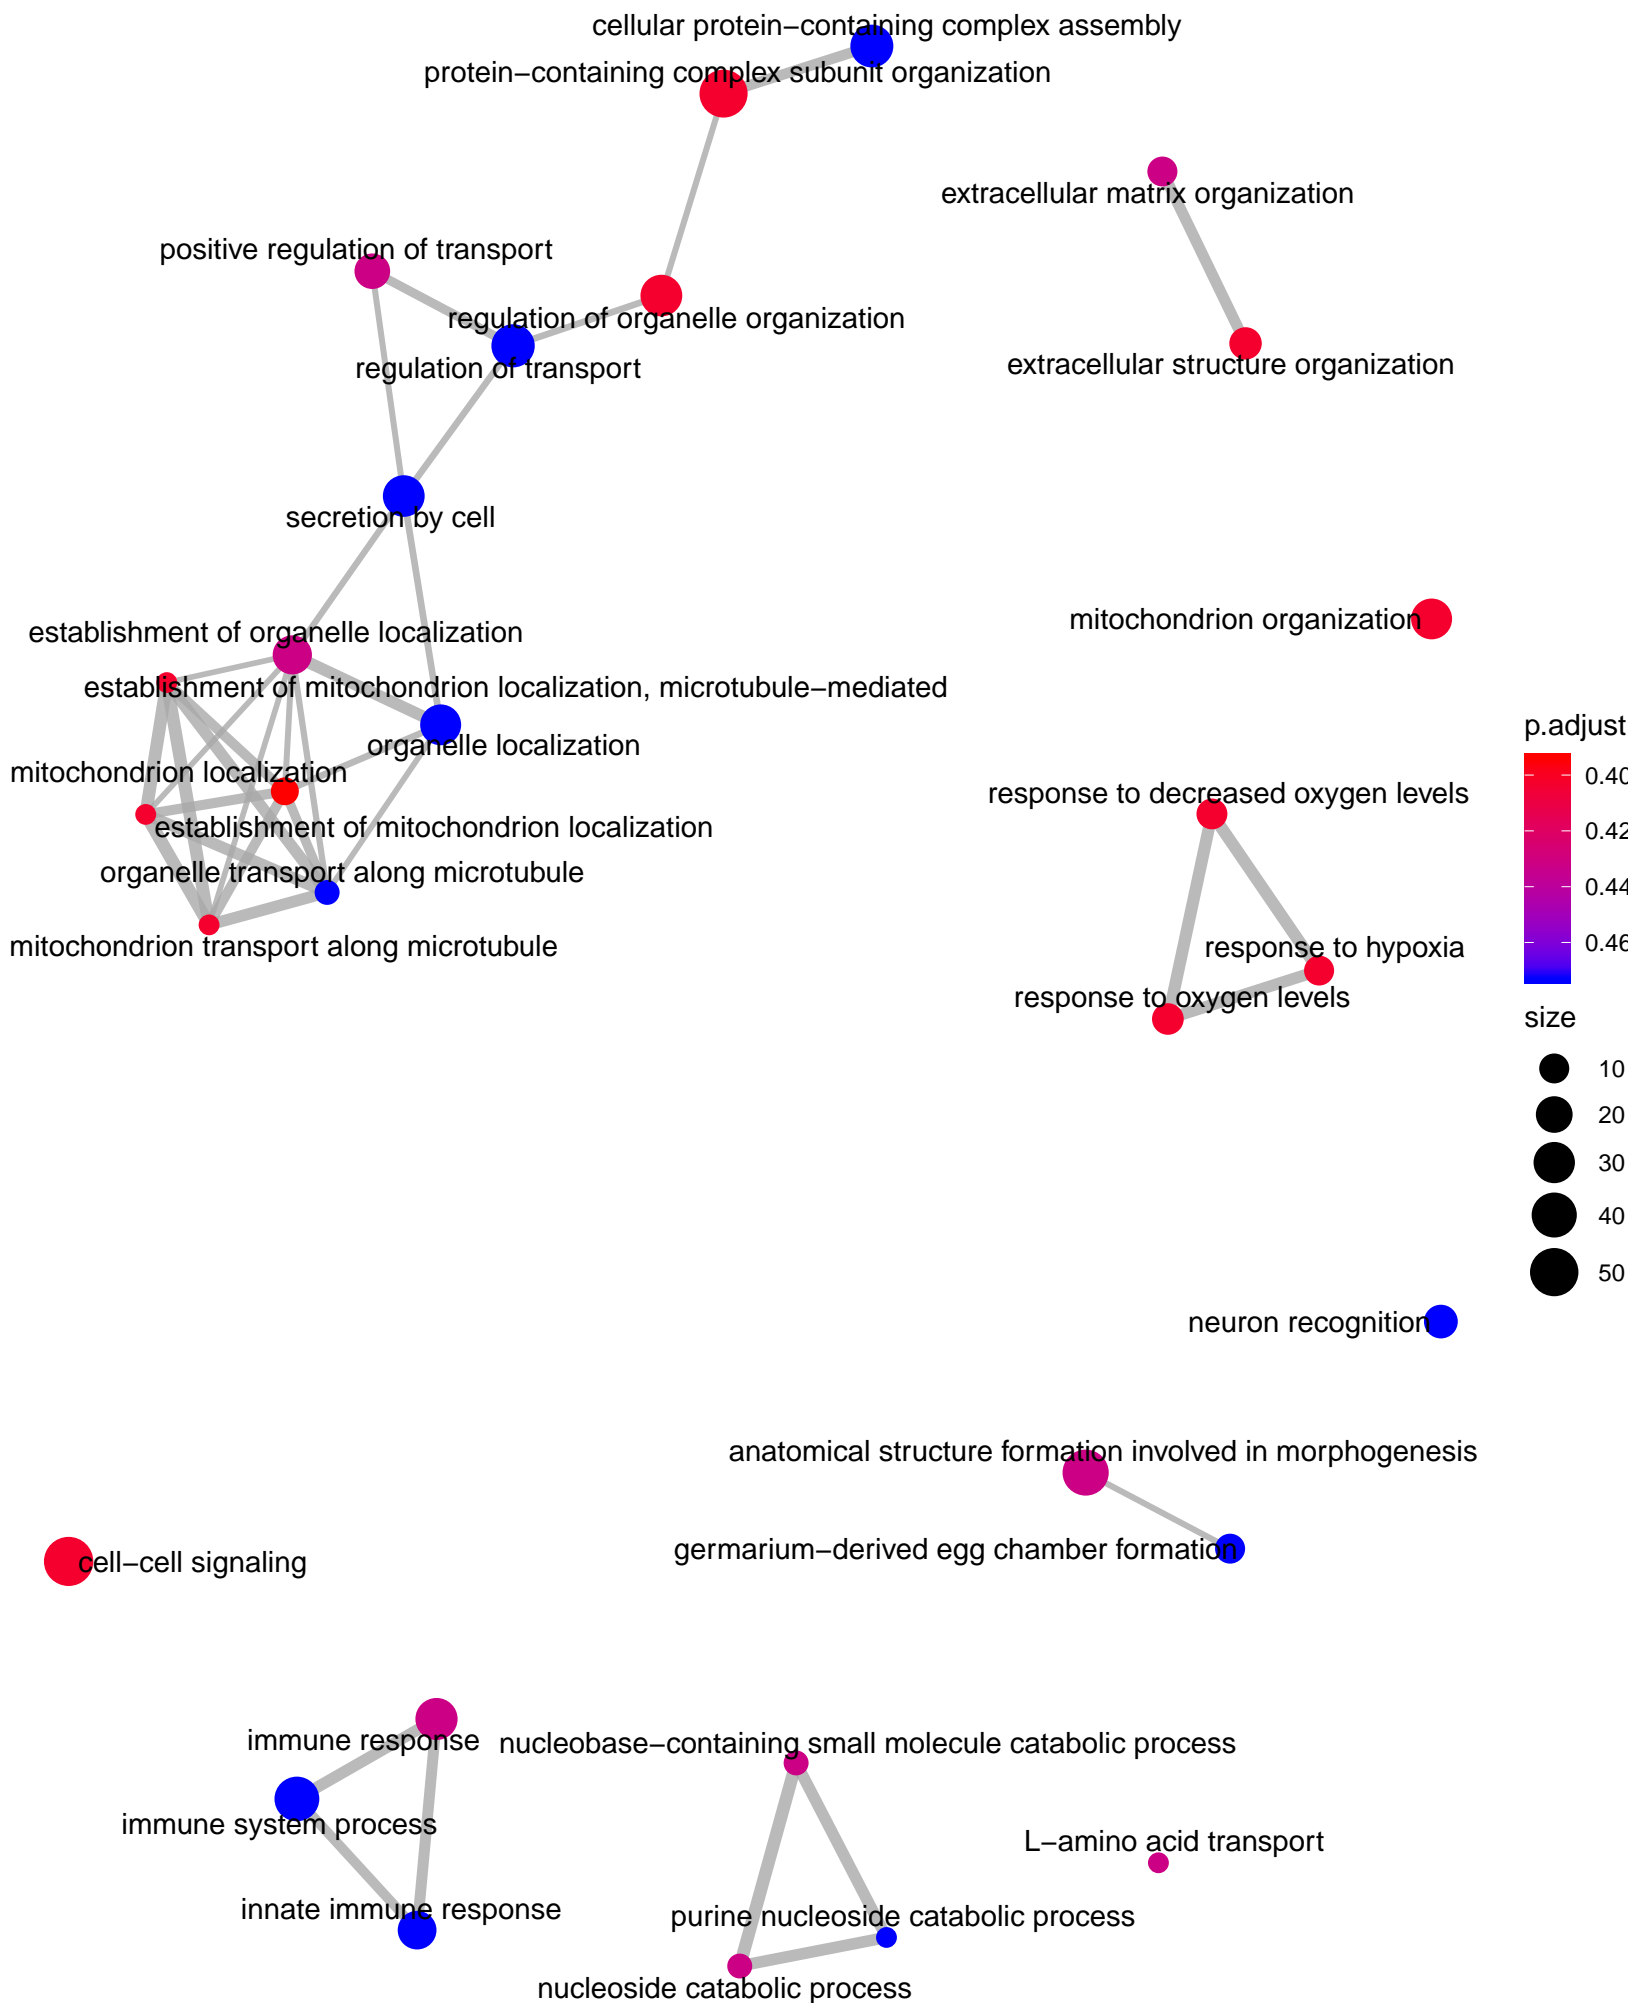 cellular protein−containing complex assembly
protein−containing complex subunit organization
extracellular matrix organization
positive regulation of transport
regulation of organelle organization
regulation of transport
extracellular structure organization
secretion by cell
mitochondrion organization
establishment of organelle localization
establishment of mitochondrion localization, microtubule−mediated
organelle localization
mitochondrion localization
establishment of mitochondrion localization
organelle transport along microtubule
mitochondrion transport along microtubule
response to decreased oxygen levels
response to hypoxia
response to oxygen levels
p.adjust
0.40
0.42
0.44
0.46
size
10
20
30
40
50
neuron recognition
anatomical structure formation involved in morphogenesis
germarium−derived egg chamber formation
cell−cell signaling
immune response
nucleobase−containing small molecule catabolic process
immune system process
L−amino acid transport
innate immune response
purine nucleoside catabolic process
nucleoside catabolic process